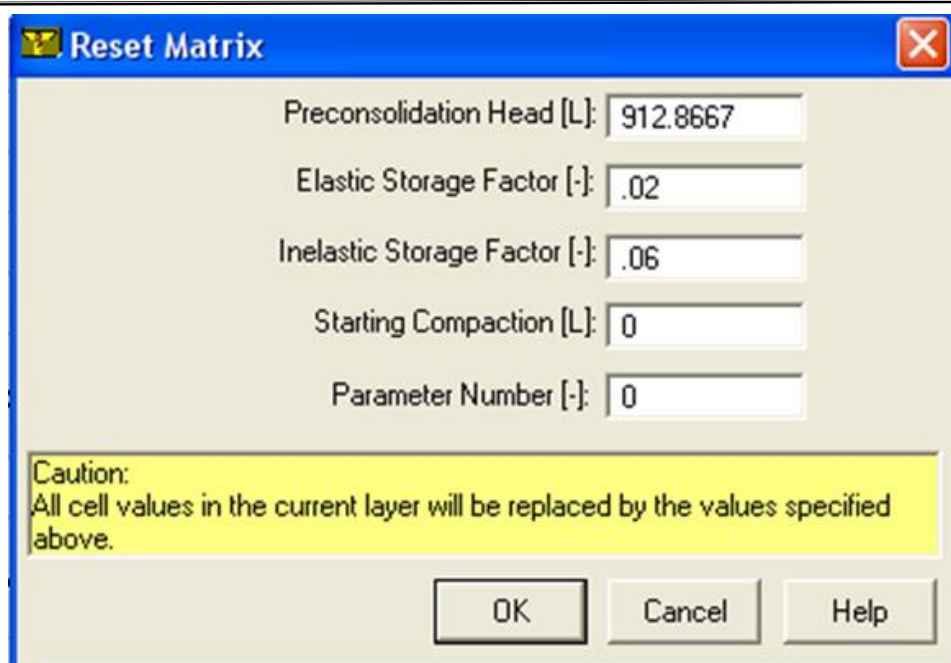 Reset Matrix
Preconsolidation Head [L]: 912.8667
Elastic Storage Factor [-]: .02
Inelastic Storage Factor [-]: .06
Starting Compaction [L]: 0
Parameter Number [-]: 0
Caution:
All cell values in the current layer will be replaced by the values specified
above.
OK Cancel Help